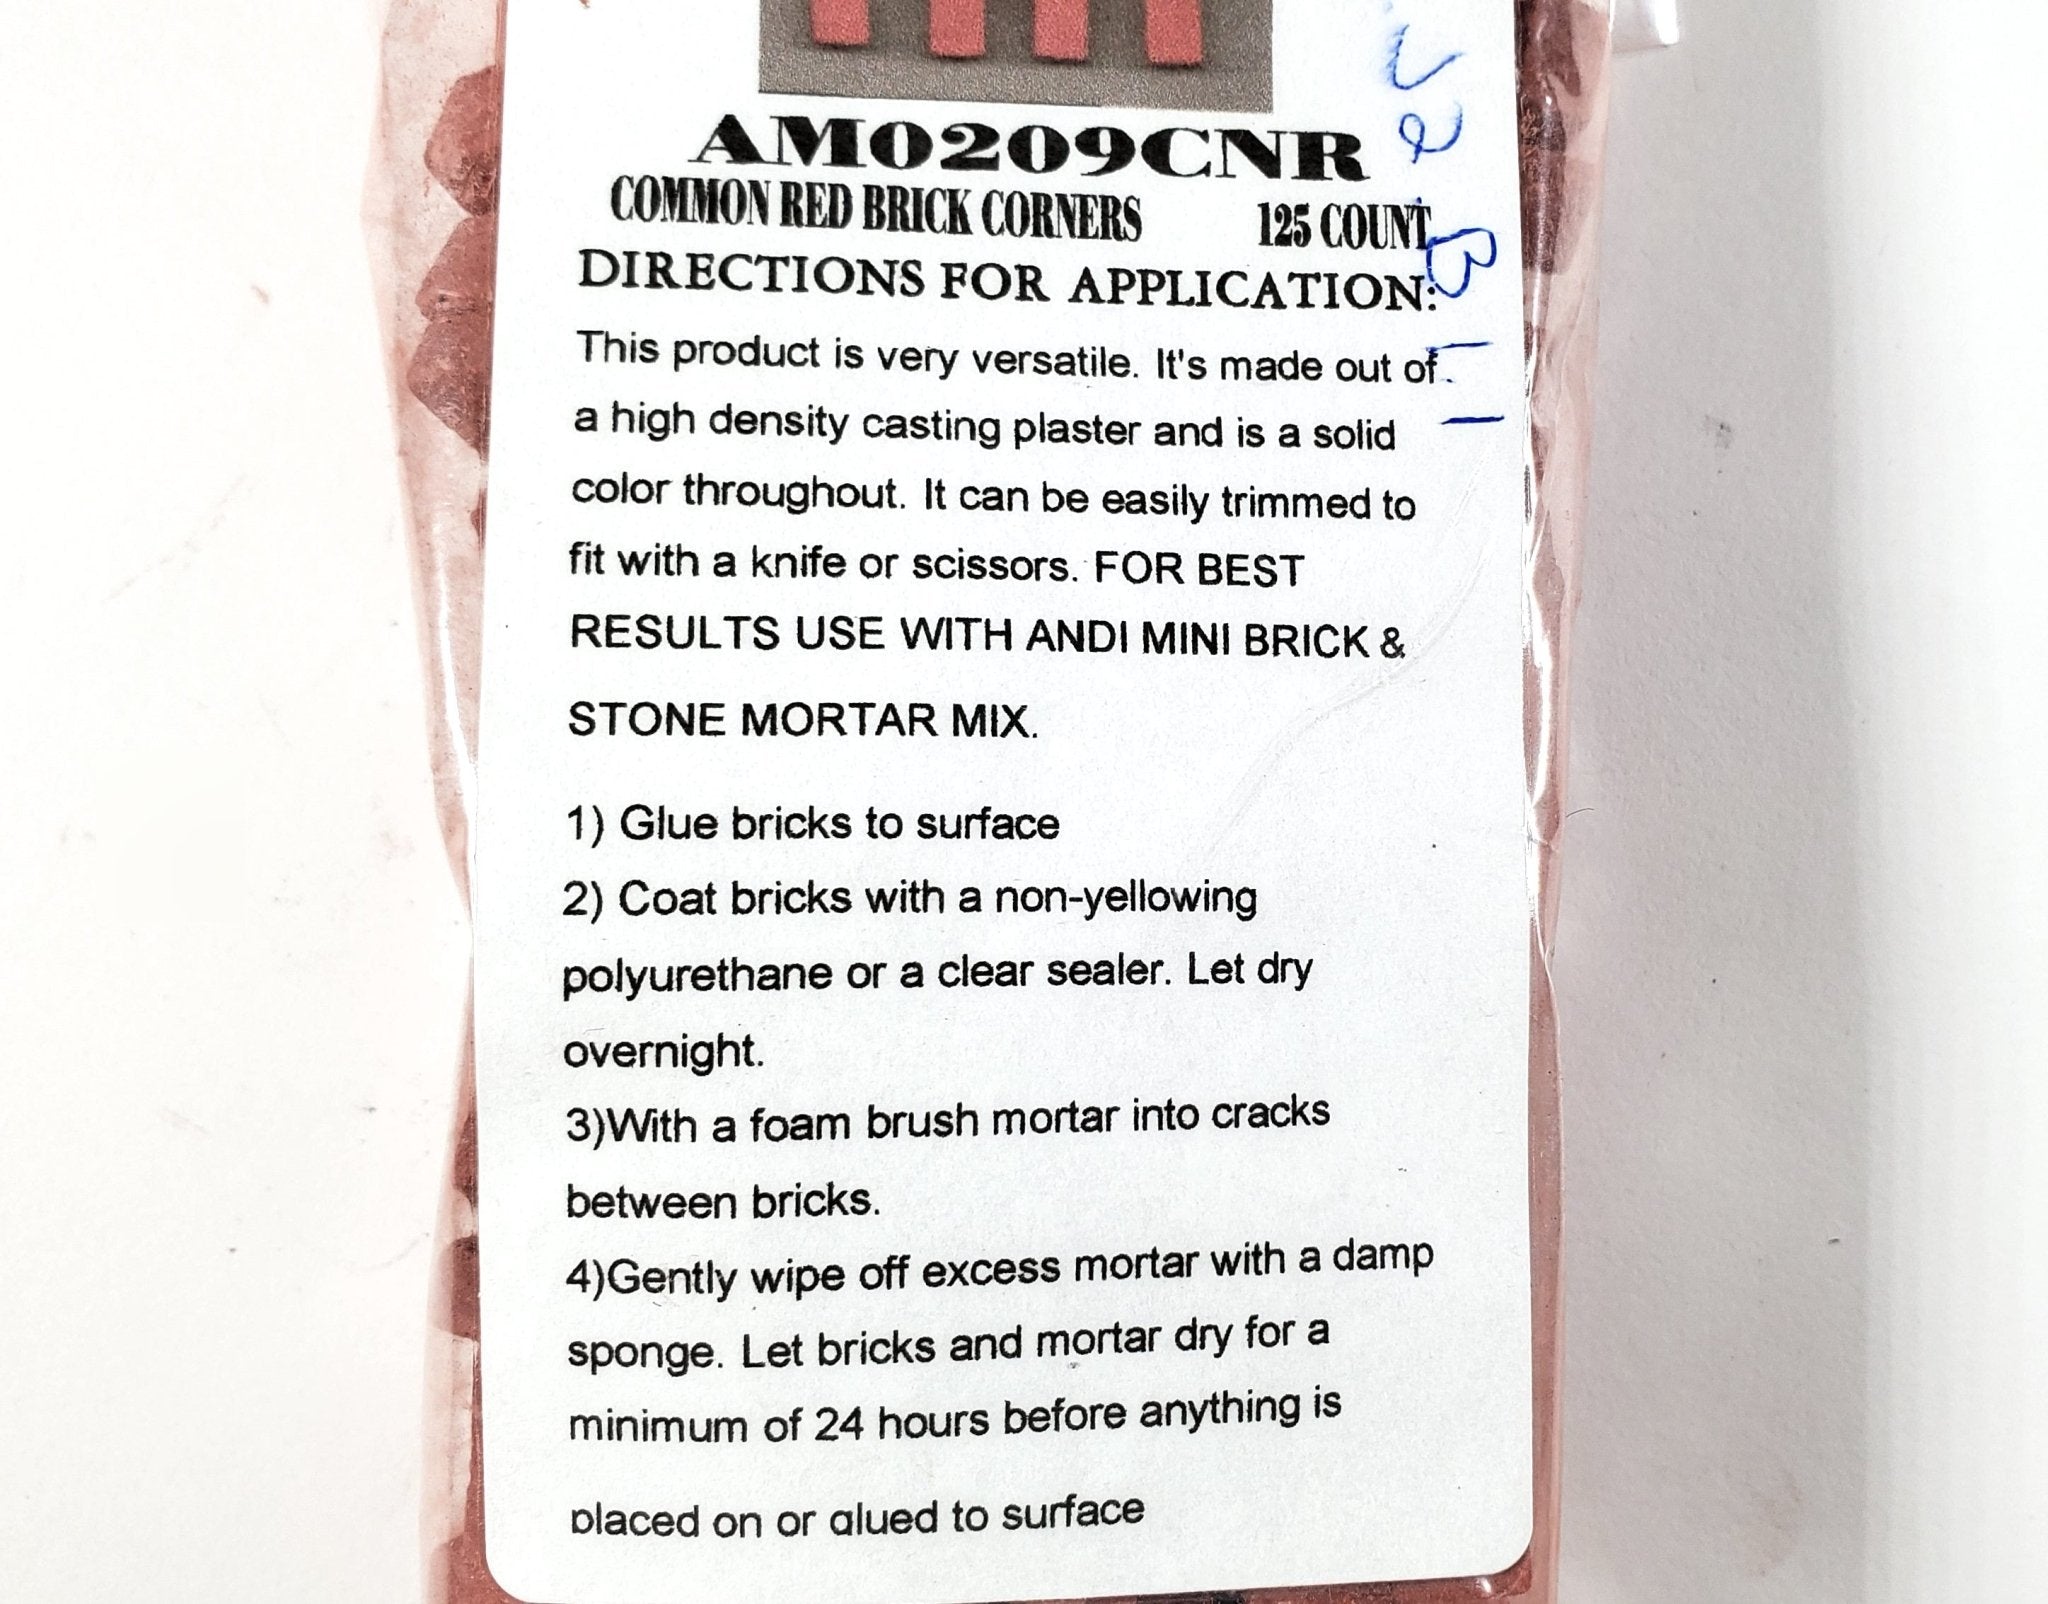 AM0209CNR
COMMON RED BRICK CORNERS 125 COUNT
DIRECTIONS FOR APPLICATION:
This product is very versatile. It's made out of
a high density casting plaster and is a solid
color throughout. It can be easily trimmed to
fit with a knife or scissors. FOR BEST
RESULTS USE WITH ANDI MINI BRICK &
STONE MORTAR MIX.
1) Glue bricks to surface
2) Coat bricks with a non-yellowing
polyurethane or a clear sealer. Let dry
overnight.
3)With a foam brush mortar into cracks
between bricks.
4)Gently wipe off excess mortar with a damp
sponge. Let bricks and mortar dry for a
minimum of 24 hours before anything is
placed on or glued to surface